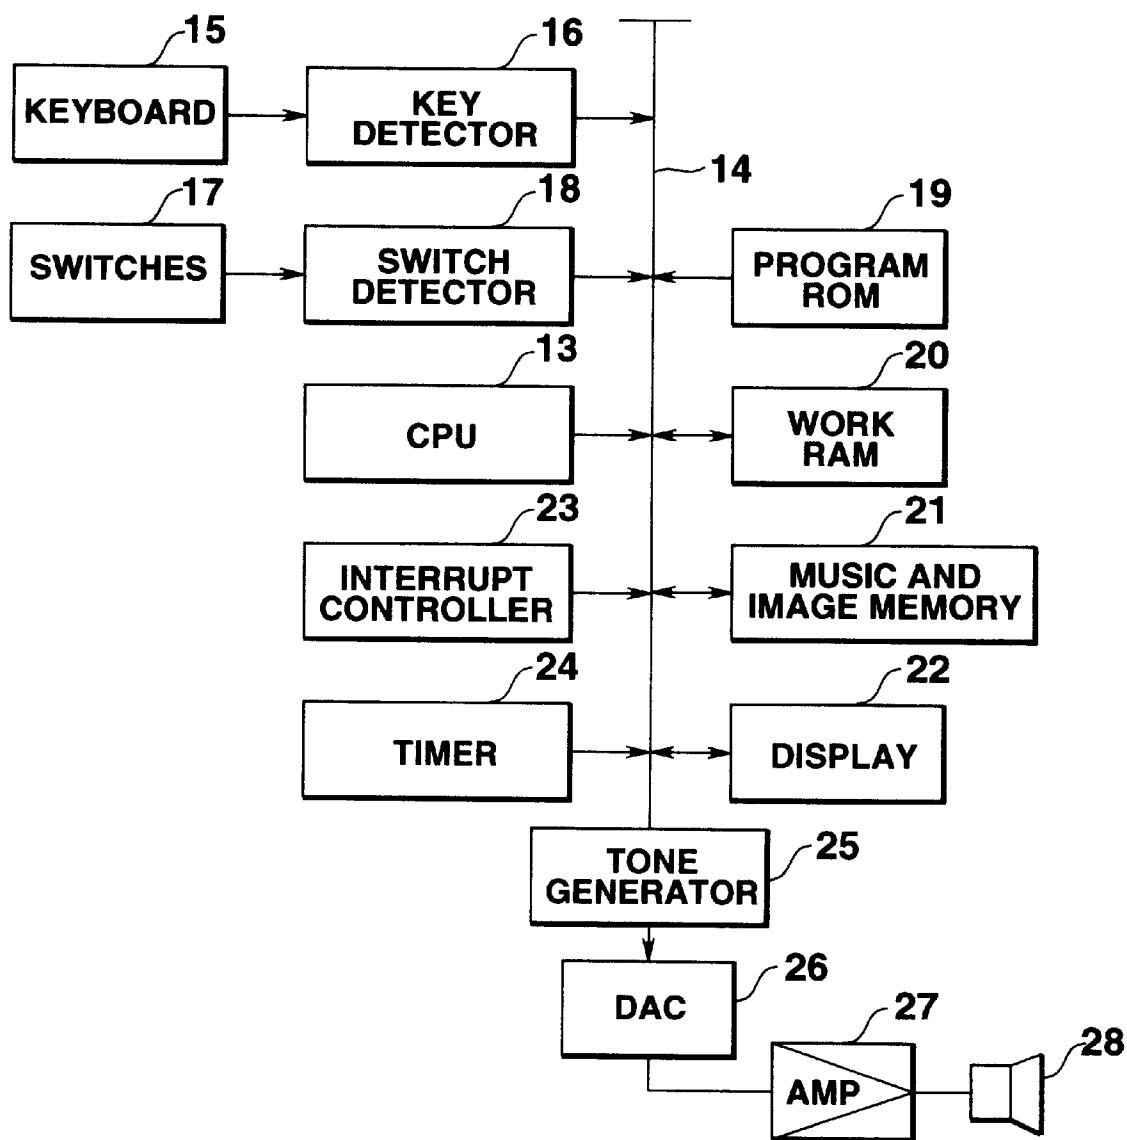 15
KEYBOARD
16
KEY
DETECTOR
14
17
SWITCHES
18
SWITCH
DETECTOR
19
PROGRAM
ROM
13
CPU
20
WORK
RAM
23
INTERRUPT
CONTROLLER
21
MUSIC AND
IMAGE MEMORY
24
TIMER
22
DISPLAY
TONE
GENERATOR
25
DAC
26
27
AMP
28